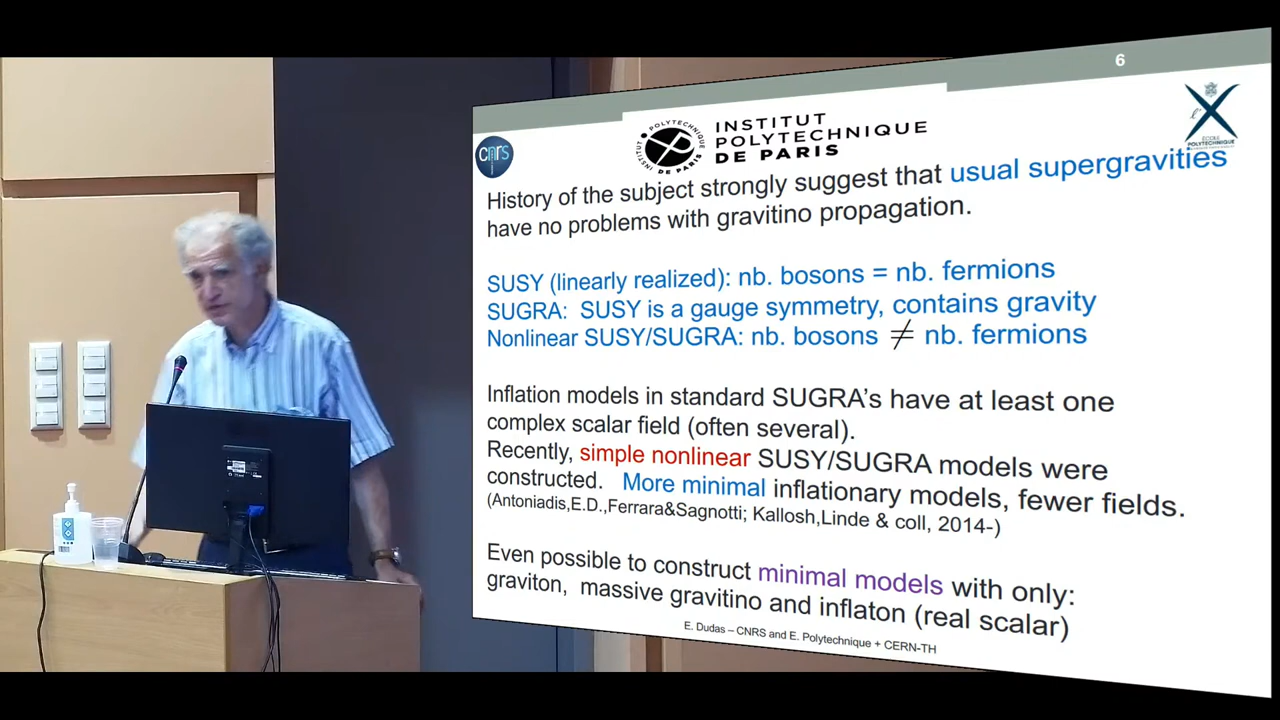 6
cnrs
INSTITUT
POLYTECHNIQUE
DE PARIS
ÉCOLE
POLYTECHNIQUE
History of the subject strongly suggest that usual supergravities
have no problems with gravitino propagation.
SUSY (linearly realized): nb. bosons = nb. fermions
SUGRA: SUSY is a gauge symmetry, contains gravity
Nonlinear SUSY/SUGRA: nb. bosons ≠ nb. fermions
Inflation models in standard SUGRA's have at least one
complex scalar field (often several).
Recently, simple nonlinear SUSY/SUGRA models were
constructed. More minimal inflationary models, fewer fields.
(Antoniadis,E.D.,Ferrara&Sagnotti; Kallosh,Linde & coll, 2014-)
Even possible to construct minimal models with only:
graviton, massive gravitino and inflaton (real scalar)
E. Dudas – CNRS and E. Polytechnique + CERN-TH